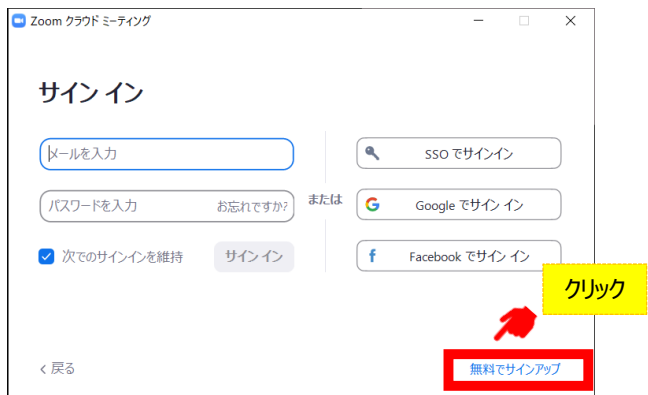 Zoom クラウド ミーティング
サイン イン
メールを入力
パスワードを入力 お忘れですか?
次でのサインインを維持 サイン イン
または
SSO でサインイン
Google でサイン イン
Facebook でサイン イン
クリック
< 戻る
無料でサインアップ